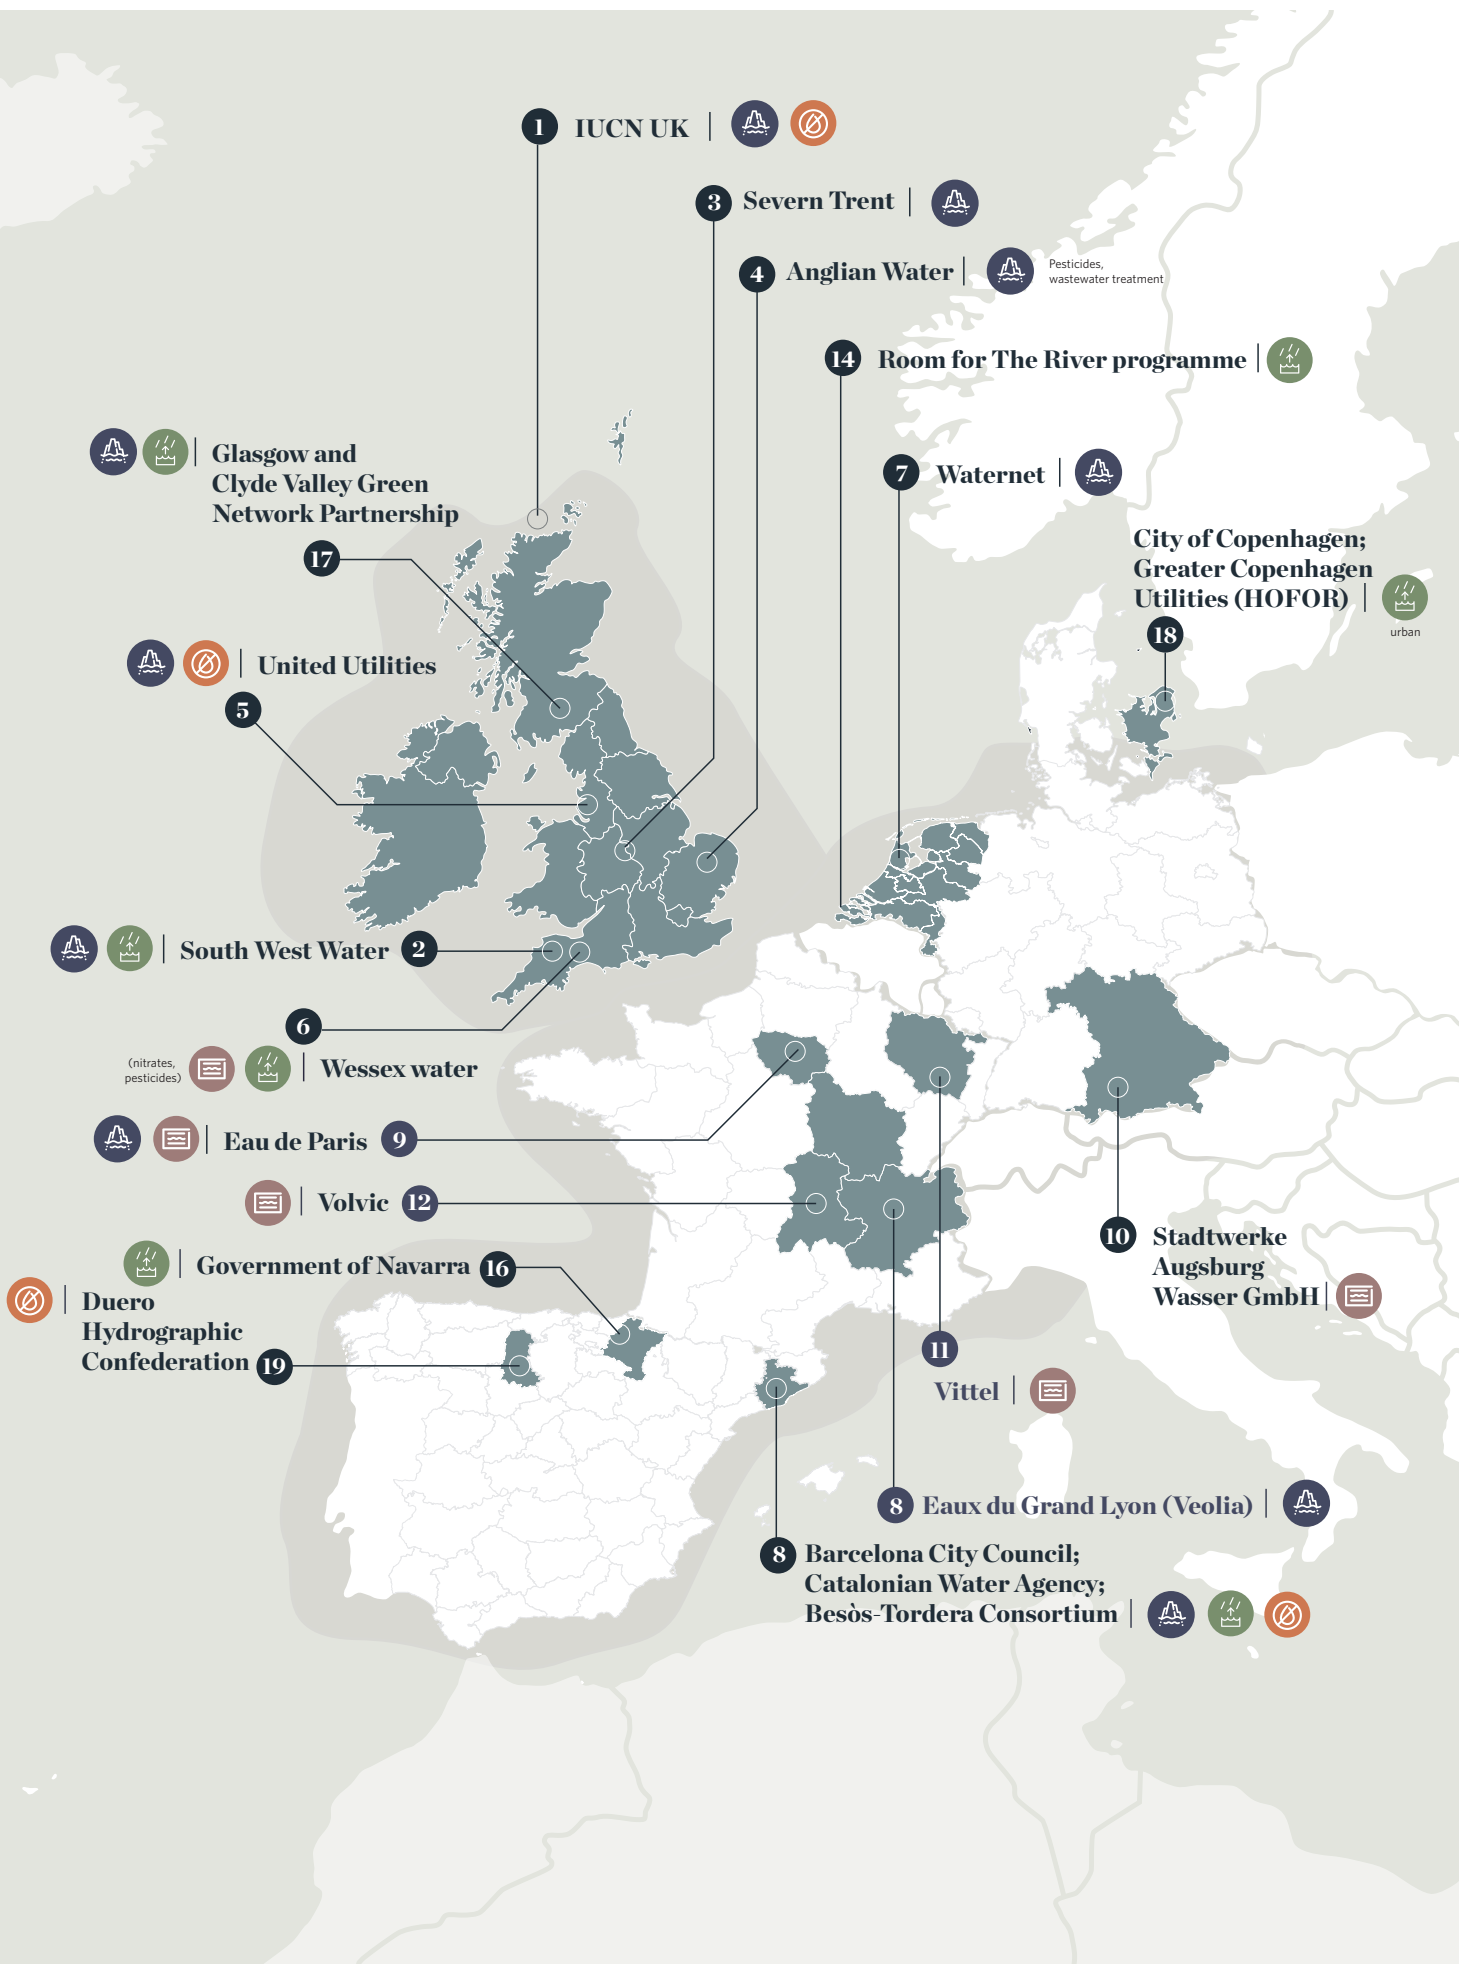 1 IUCN UK
3 Severn Trent
4 Anglian Water
Pesticides,
wastewater treatment
14 Room for The River programme
Glasgow and
Clyde Valley Green
Network Partnership
17
7 Waternet
City of Copenhagen;
Greater Copenhagen
Utilities (HOFOR)
urban
18
United Utilities
5
South West Water 2
6
(nitrates,
pesticides)
Wessex water
Eau de Paris 9
Volvic 12
Government of Navarra 16
Duero
Hydrographic
Confederation 19
10 Stadtwerke
Augsburg
Wasser GmbH
11
Vittel
8 Eaux du Grand Lyon (Veolia)
8 Barcelona City Council;
Catalonian Water Agency;
Besòs-Tordera Consortium